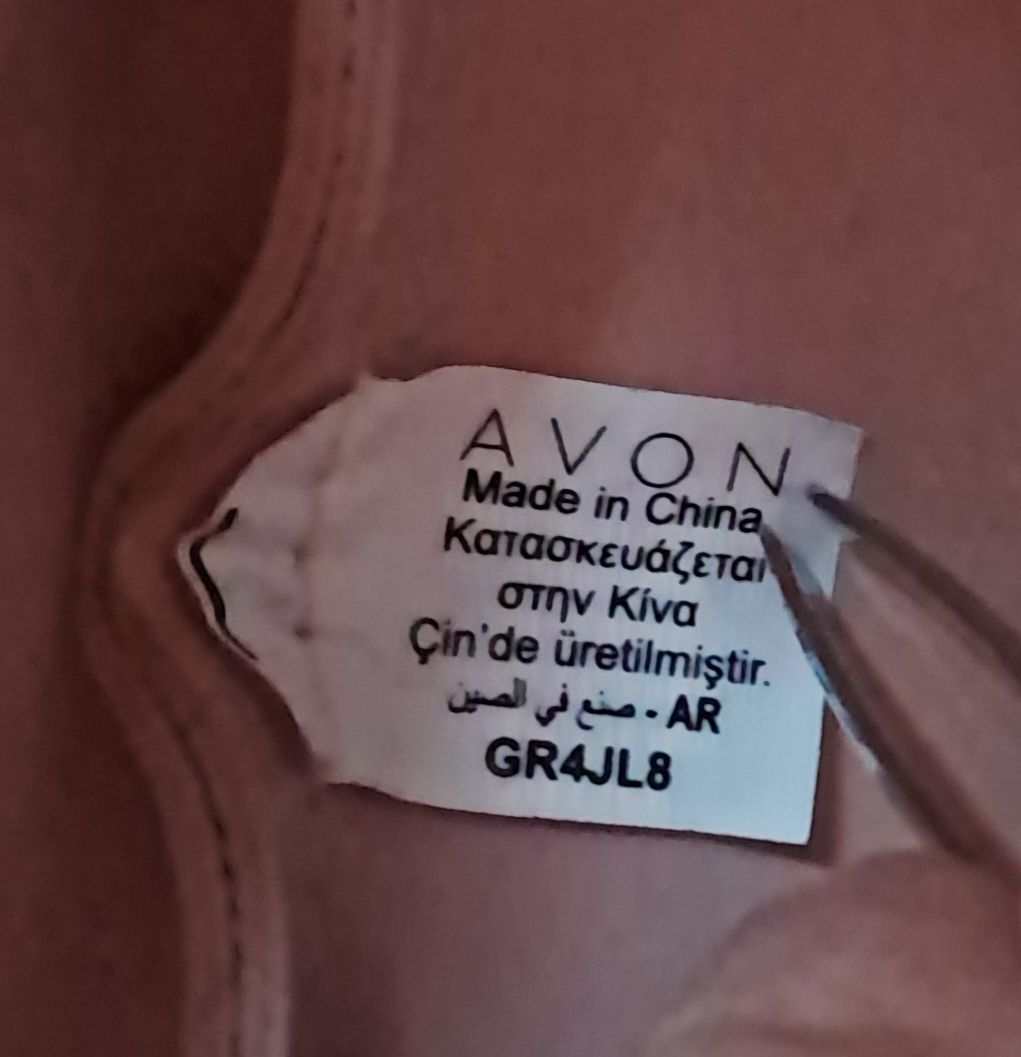 AVON
Made in China
Κατασκευάζεται
στην Κίνα
Çin'de üretilmiştir.
صنع في الصين - AR
GR4JL8